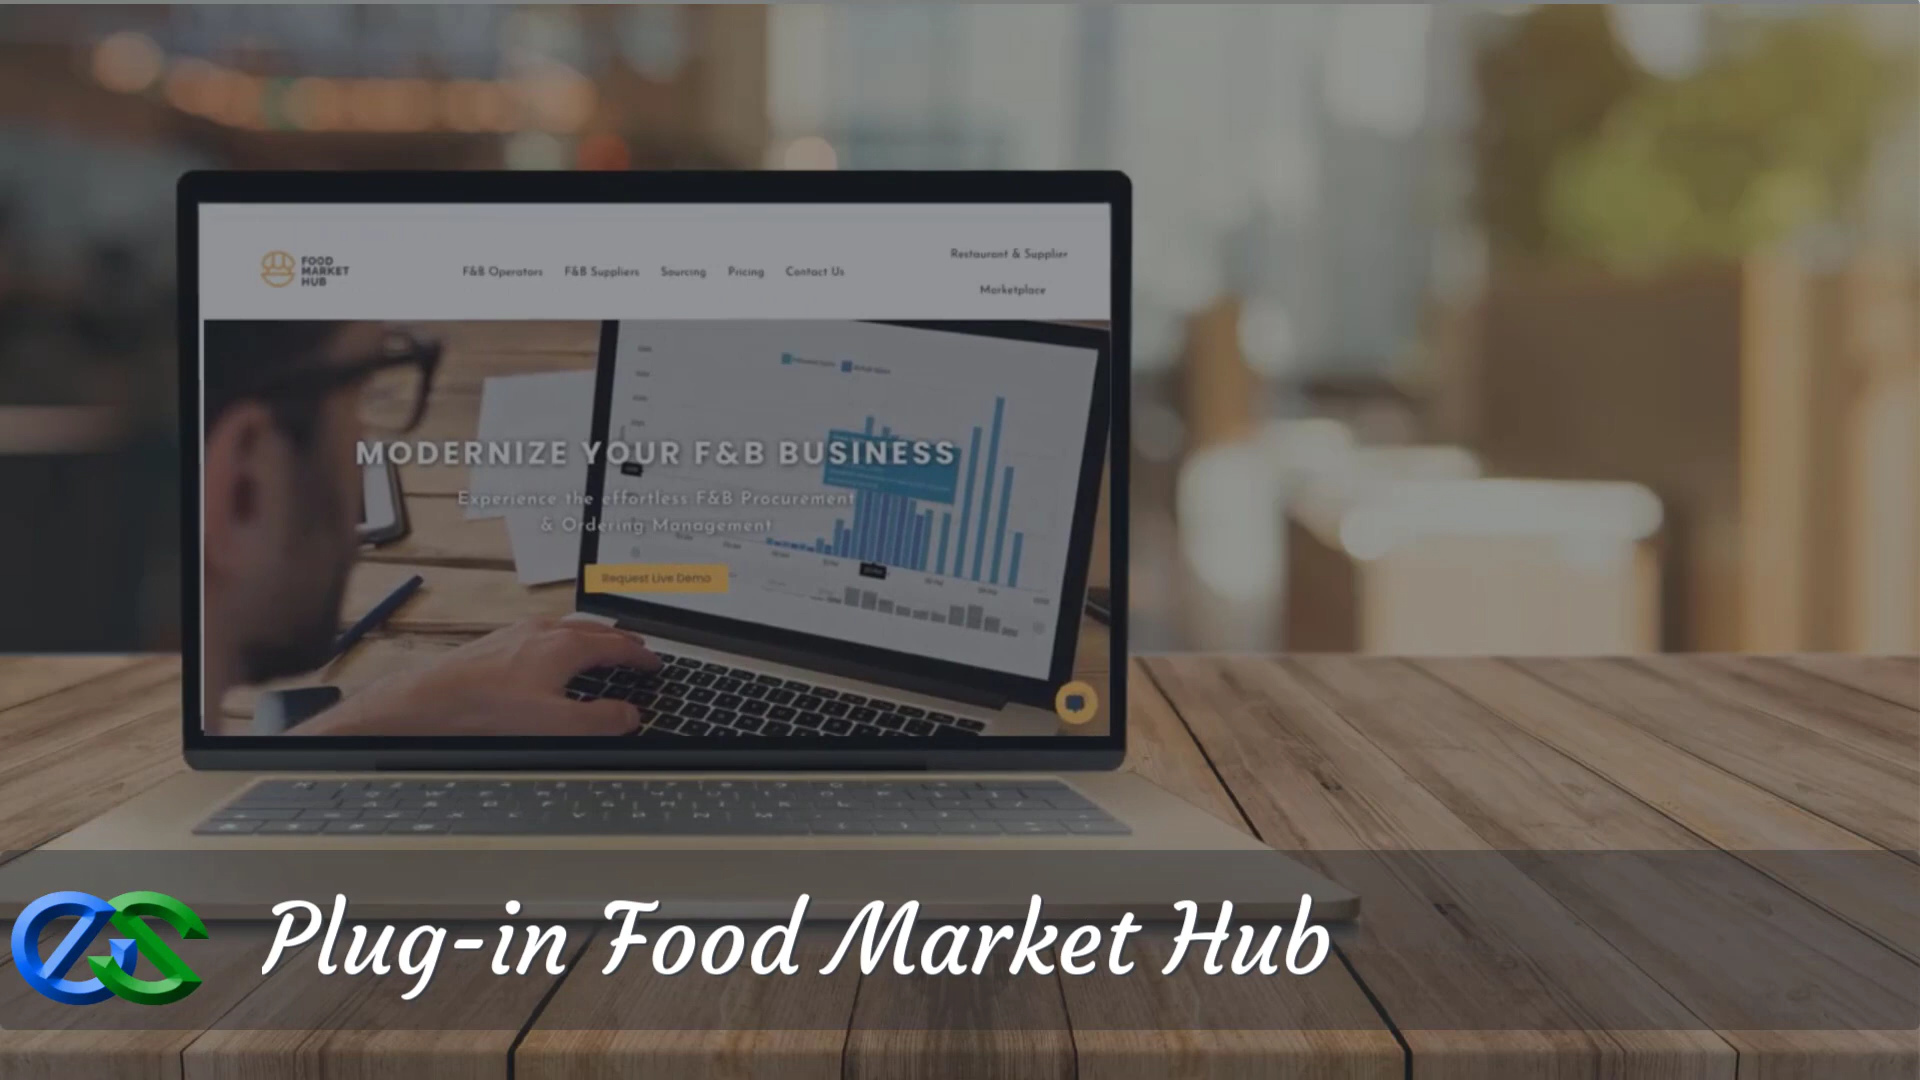 FOOD
MARKET
HUB
F&B Operators
F&B Suppliers
Sourcing
Pricing
Contact Us
Restaurant & Supplier
Marketplace
MODERNIZE YOUR F&B BUSINESS
Experience the effortless F&B Procurement
& Ordering Management
Request Live Demo
Plug-in Food Market Hub